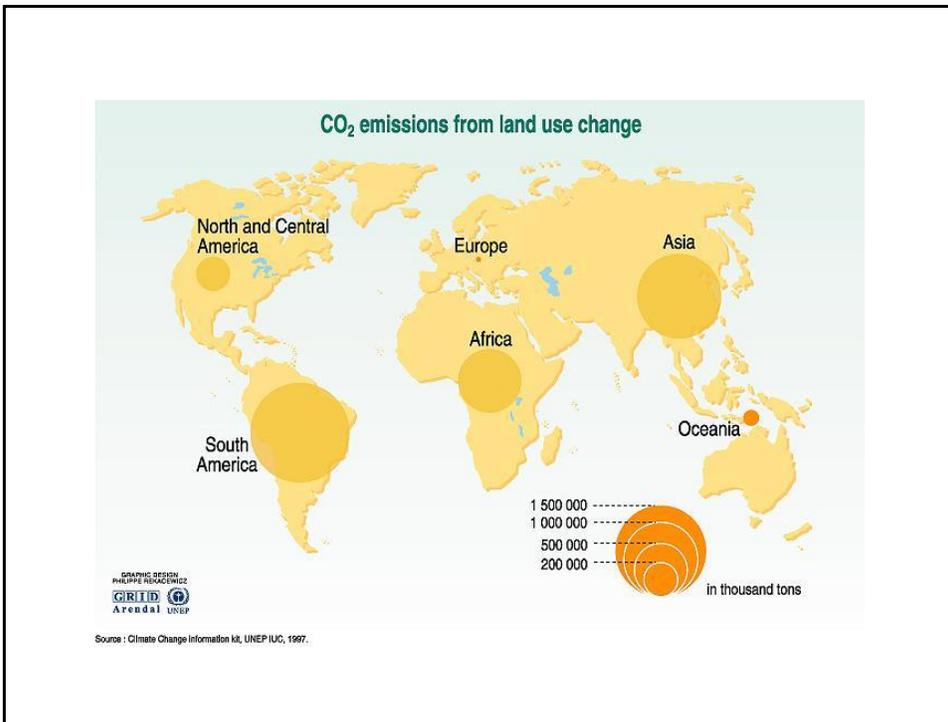 CO₂ emissions from land use change
North and Central
America
Europe
Asia
Africa
South
America
Oceania
1 500 000
1 000 000
500 000
200 000
in thousand tons
GRAPHIC DESIGN
PHILIPPE REKACEWICZ
GRID
Arendal
UNEP
Source : Climate Change Information kit, UNEP IUC, 1997.